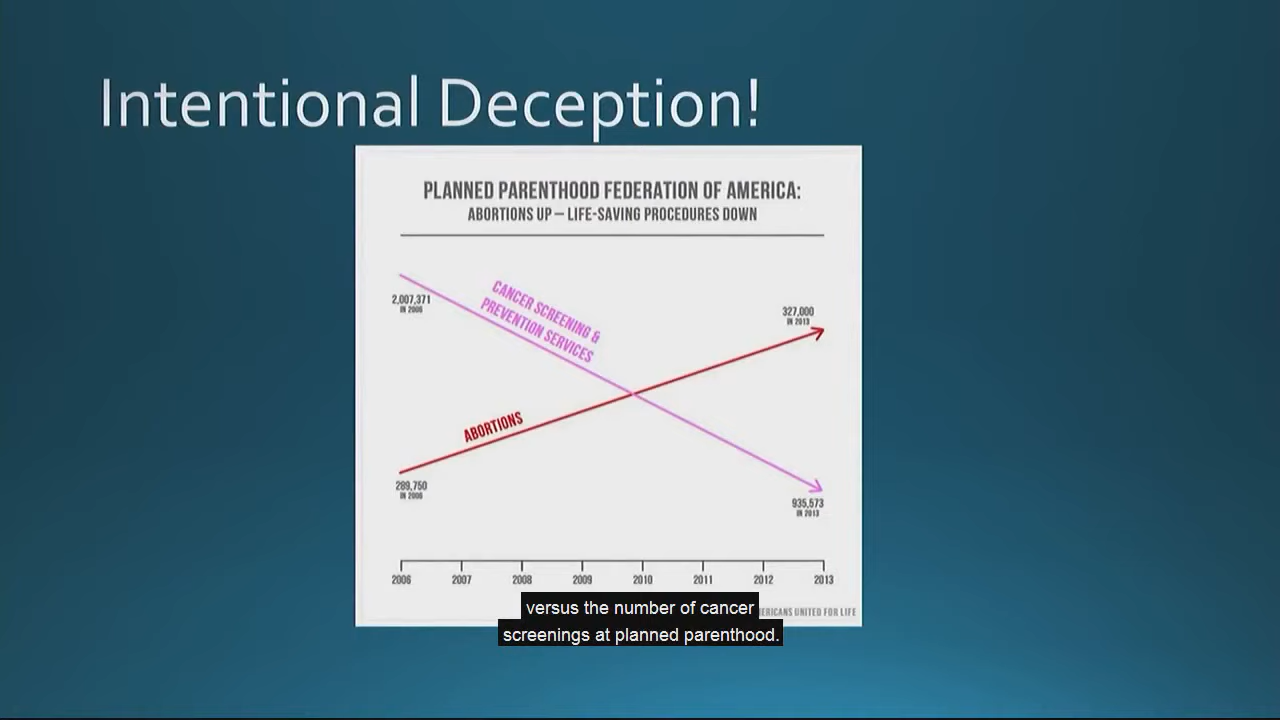 Intentional Deception!
PLANNED PARENTHOOD FEDERATION OF AMERICA:
ABORTIONS UP – LIFE-SAVING PROCEDURES DOWN
2,007,371
IN 2006
CANCER SCREENING &
PREVENTION SERVICES
327,000
IN 2013
ABORTIONS
289,750
IN 2006
935,573
IN 2013
2006 2007 2008 2009 2010 2011 2012 2013
UNITED FOR LIFE
versus the number of cancer
screenings at planned parenthood.